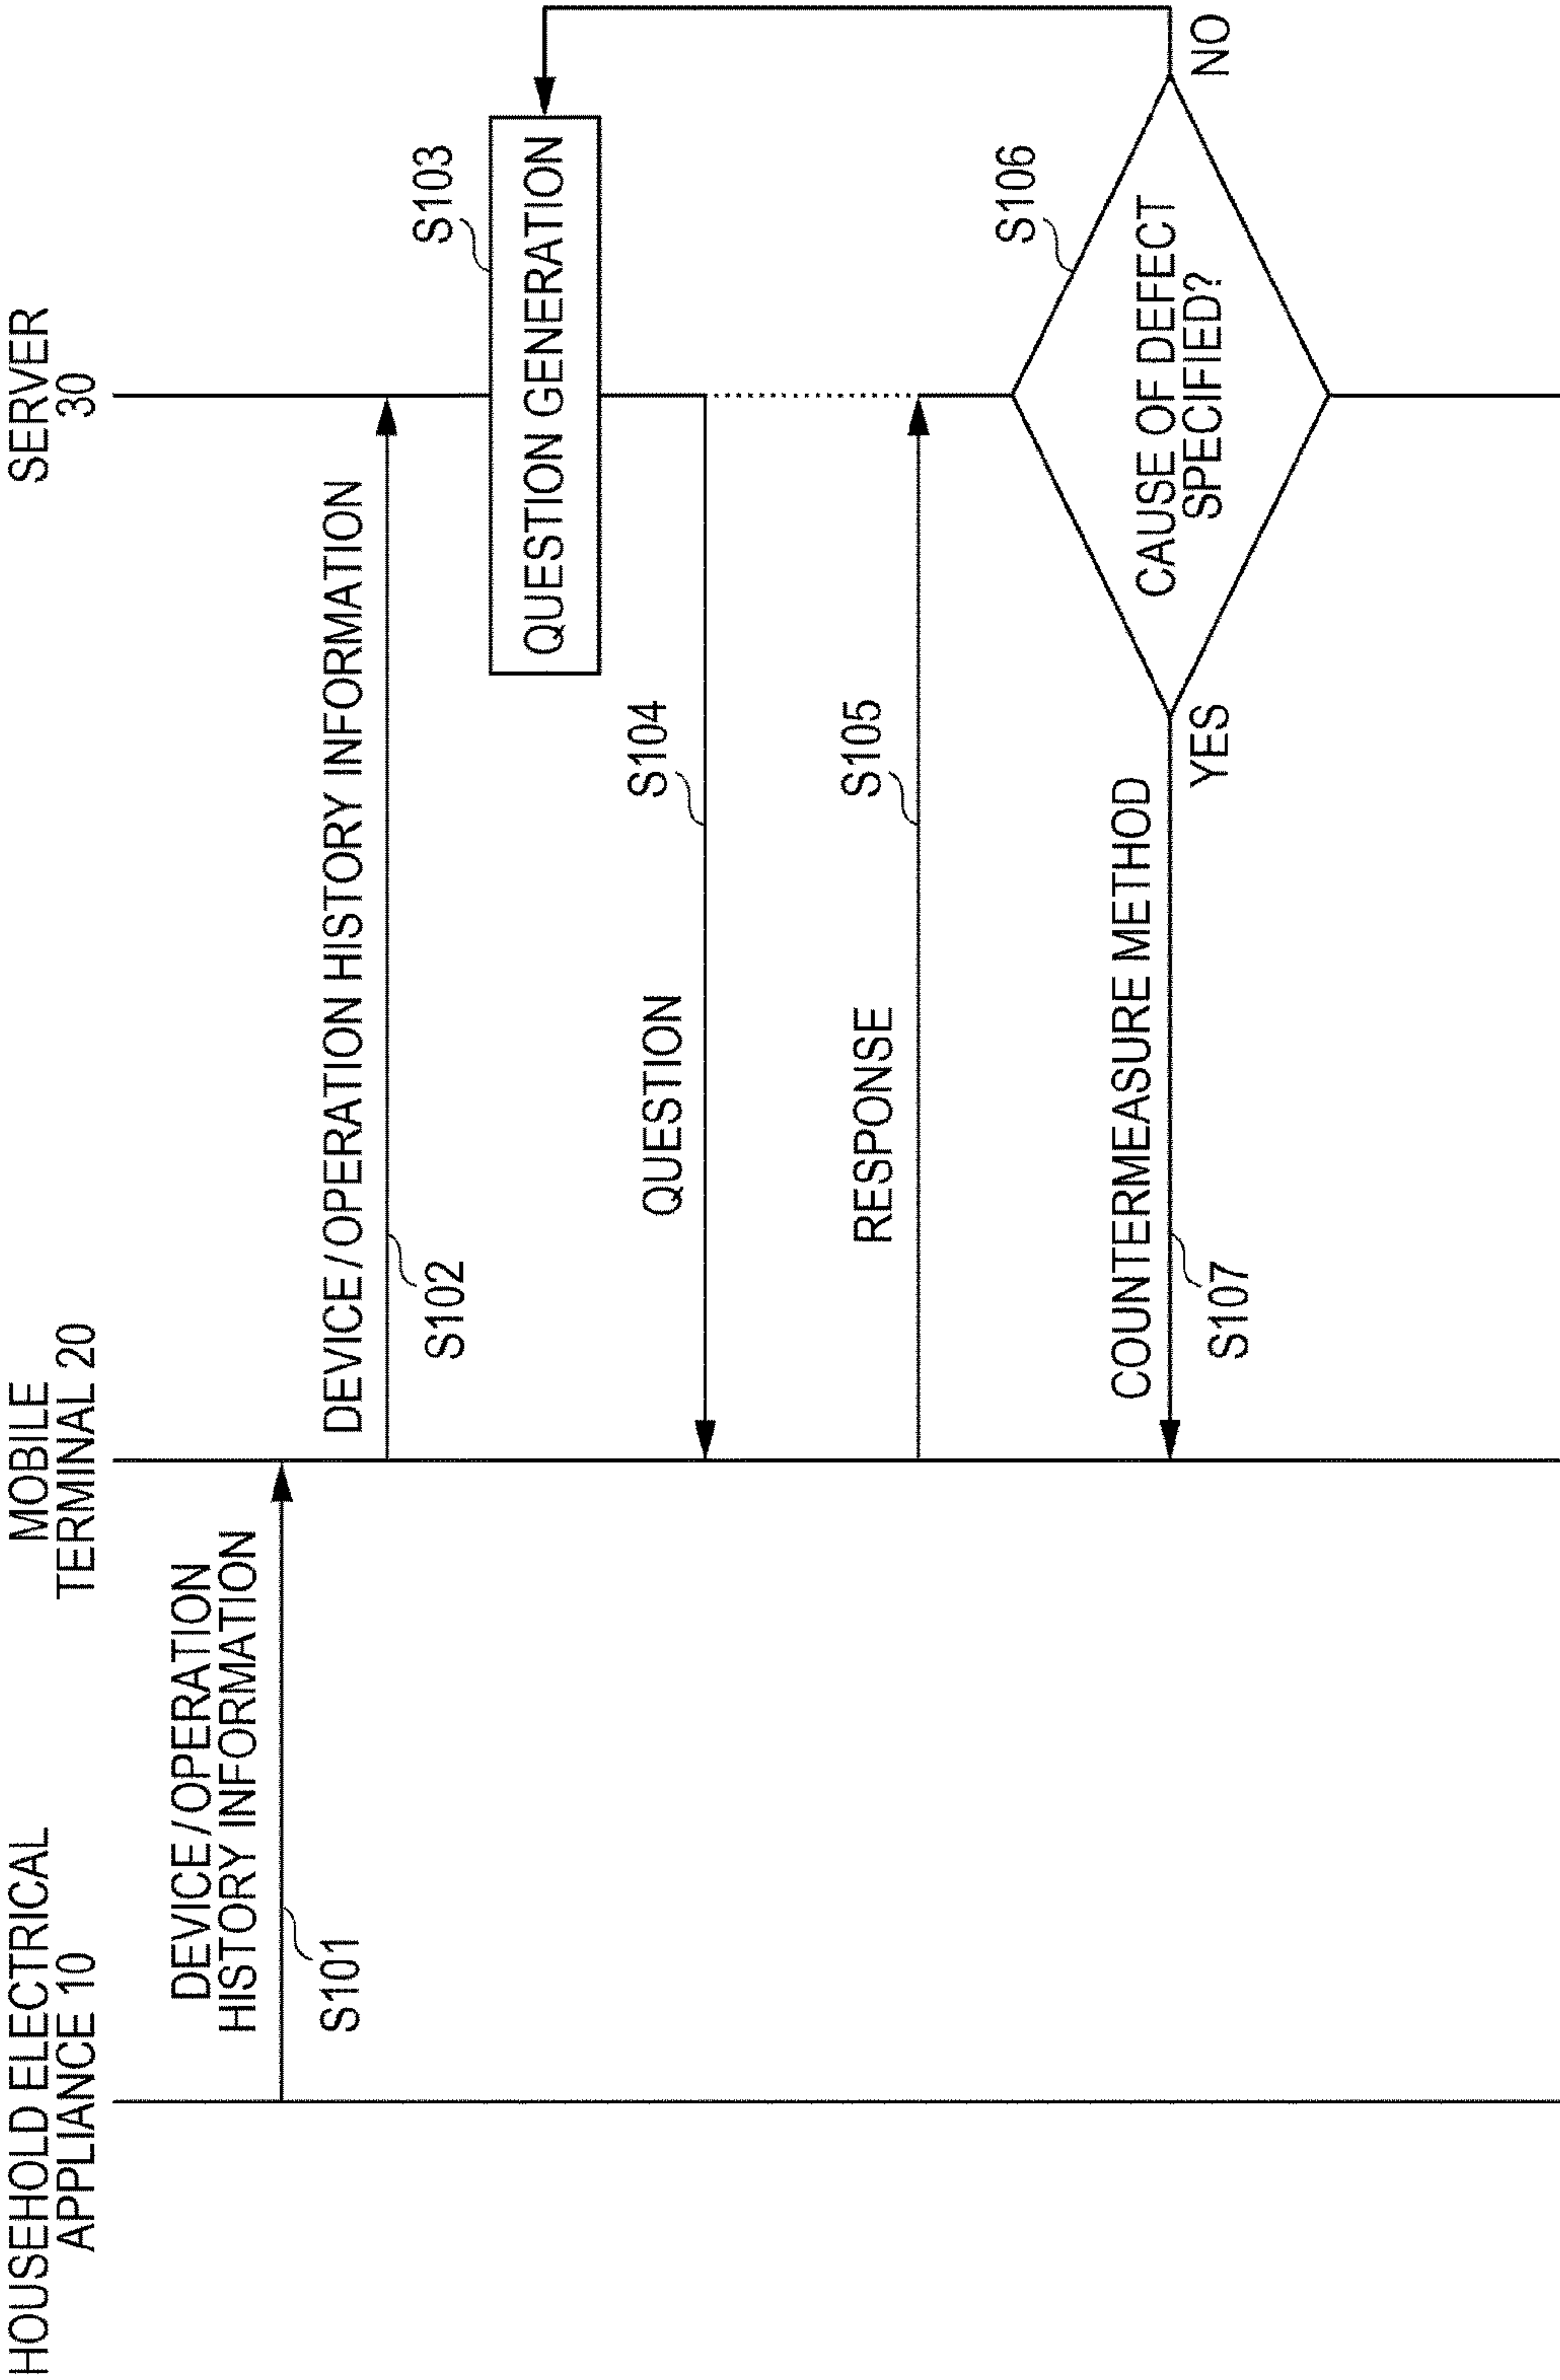 HOUSEHOLD ELECTRICAL
APPLIANCE 10
MOBILE
TERMINAL 20
SERVER
30
DEVICE/OPERATION
HISTORY INFORMATION
S101
DEVICE/OPERATION HISTORY INFORMATION
S102
S103
QUESTION GENERATION
QUESTION
S104
RESPONSE
S105
S106
CAUSE OF DEFECT
SPECIFIED?
NO
YES
COUNTERMEASURE METHOD
S107